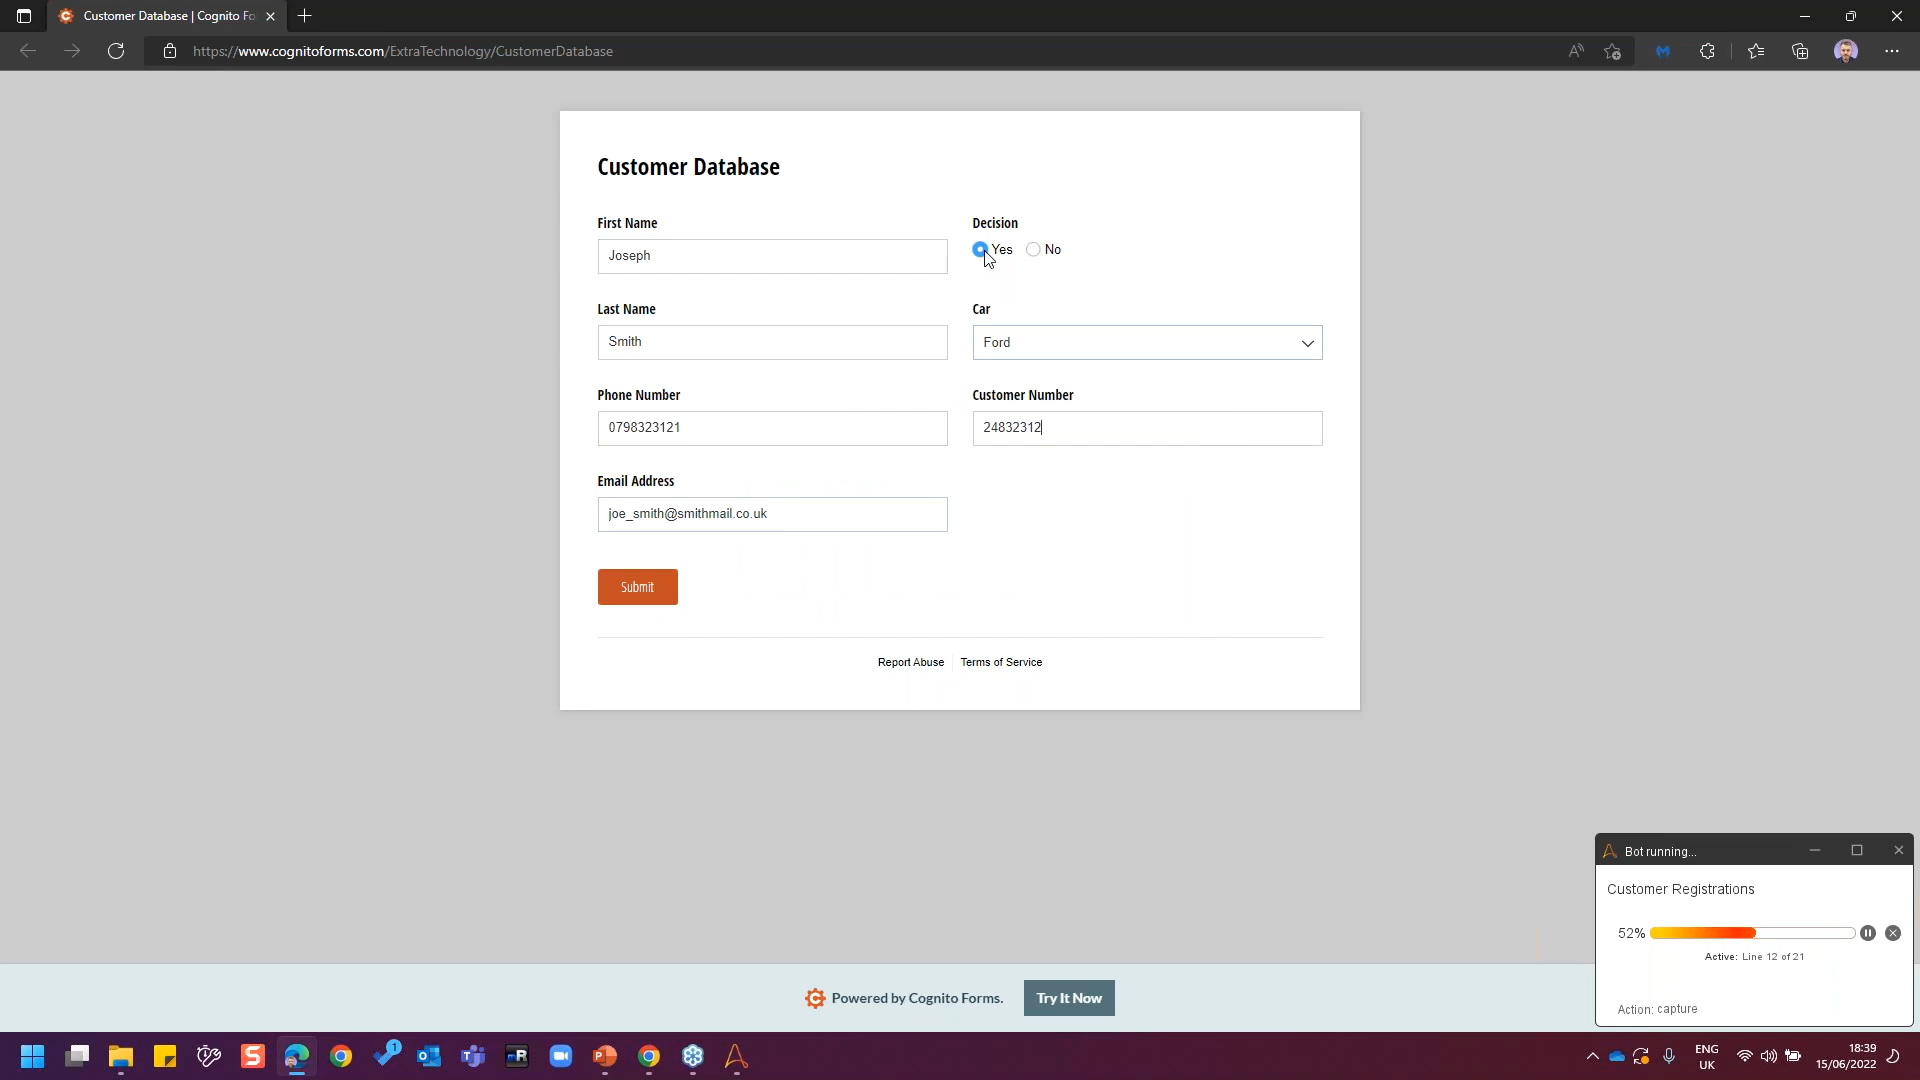 Customer Database | Cognito Fo
https://www.cognitoforms.com/ExtraTechnology/CustomerDatabase
Customer Database
First Name
Joseph
Decision
Yes
No
Last Name
Smith
Car
Ford
Phone Number
0798323121
Customer Number
24832312
Email Address
joe_smith@smithmail.co.uk
Submit
Report Abuse
Terms of Service
Bot running...
Customer Registrations
52%
Active: Line 12 of 21
Action: capture
Powered by Cognito Forms.
Try It Now
1
ENG
UK
18:39
15/06/2022